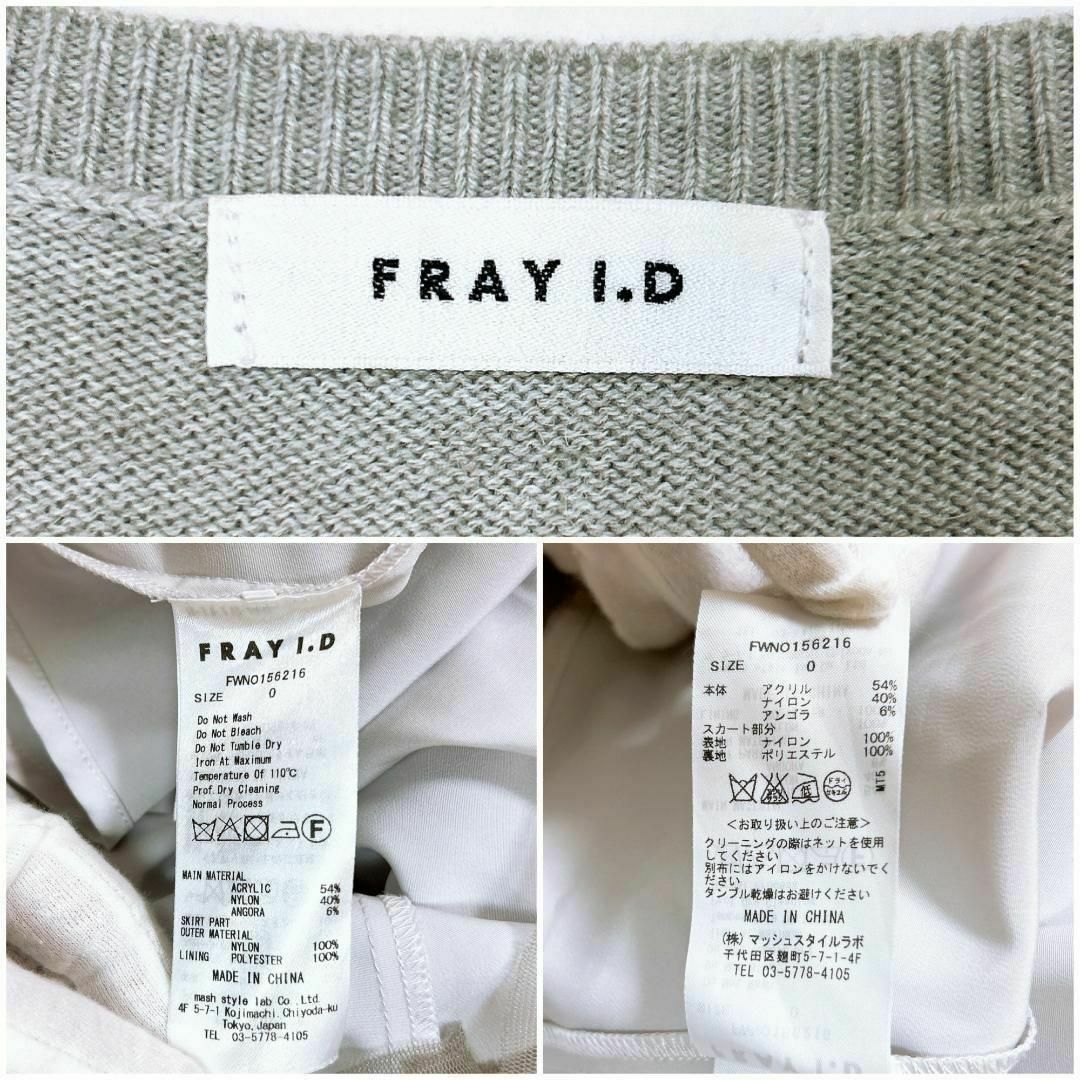 FRAY I.D
FRAY I.D
FWNO156216
SIZE 0
Do Not Wash
Do Not Bleach
Do Not Tumble Dry
Iron At Maximum
Temperature Of 110℃
Prof.Dry Cleaning
Normal Process
F
MAIN MATERIAL
ACRYLIC 54%
NYLON 40%
ANGORA 6%
SKIRT PART
OUTER MATERIAL
NYLON 100%
LINING POLYESTER 100%
MADE IN CHINA
mash style lab Co.,Ltd.
4F 5-7-1 Kojimachi.Chiyoda-ku
Tokyo,Japan
TEL 03-5778-4105
FWNO156216
SIZE 0
本体 アクリル 54%
ナイロン 40%
アンゴラ 6%
スカート部分
表地 ナイロン 100%
裏地 ポリエステル 100%
MT5
低
ドライ
セキユ系
＜お取り扱い上のご注意＞
クリーニングの際はネットを使用
してください
別布にはアイロンをかけないでく
ださい
タンブル乾燥はお避けください
MADE IN CHINA
(株) マッシュスタイルラボ
千代田区麹町5-7-1-4F
TEL 03-5778-4105